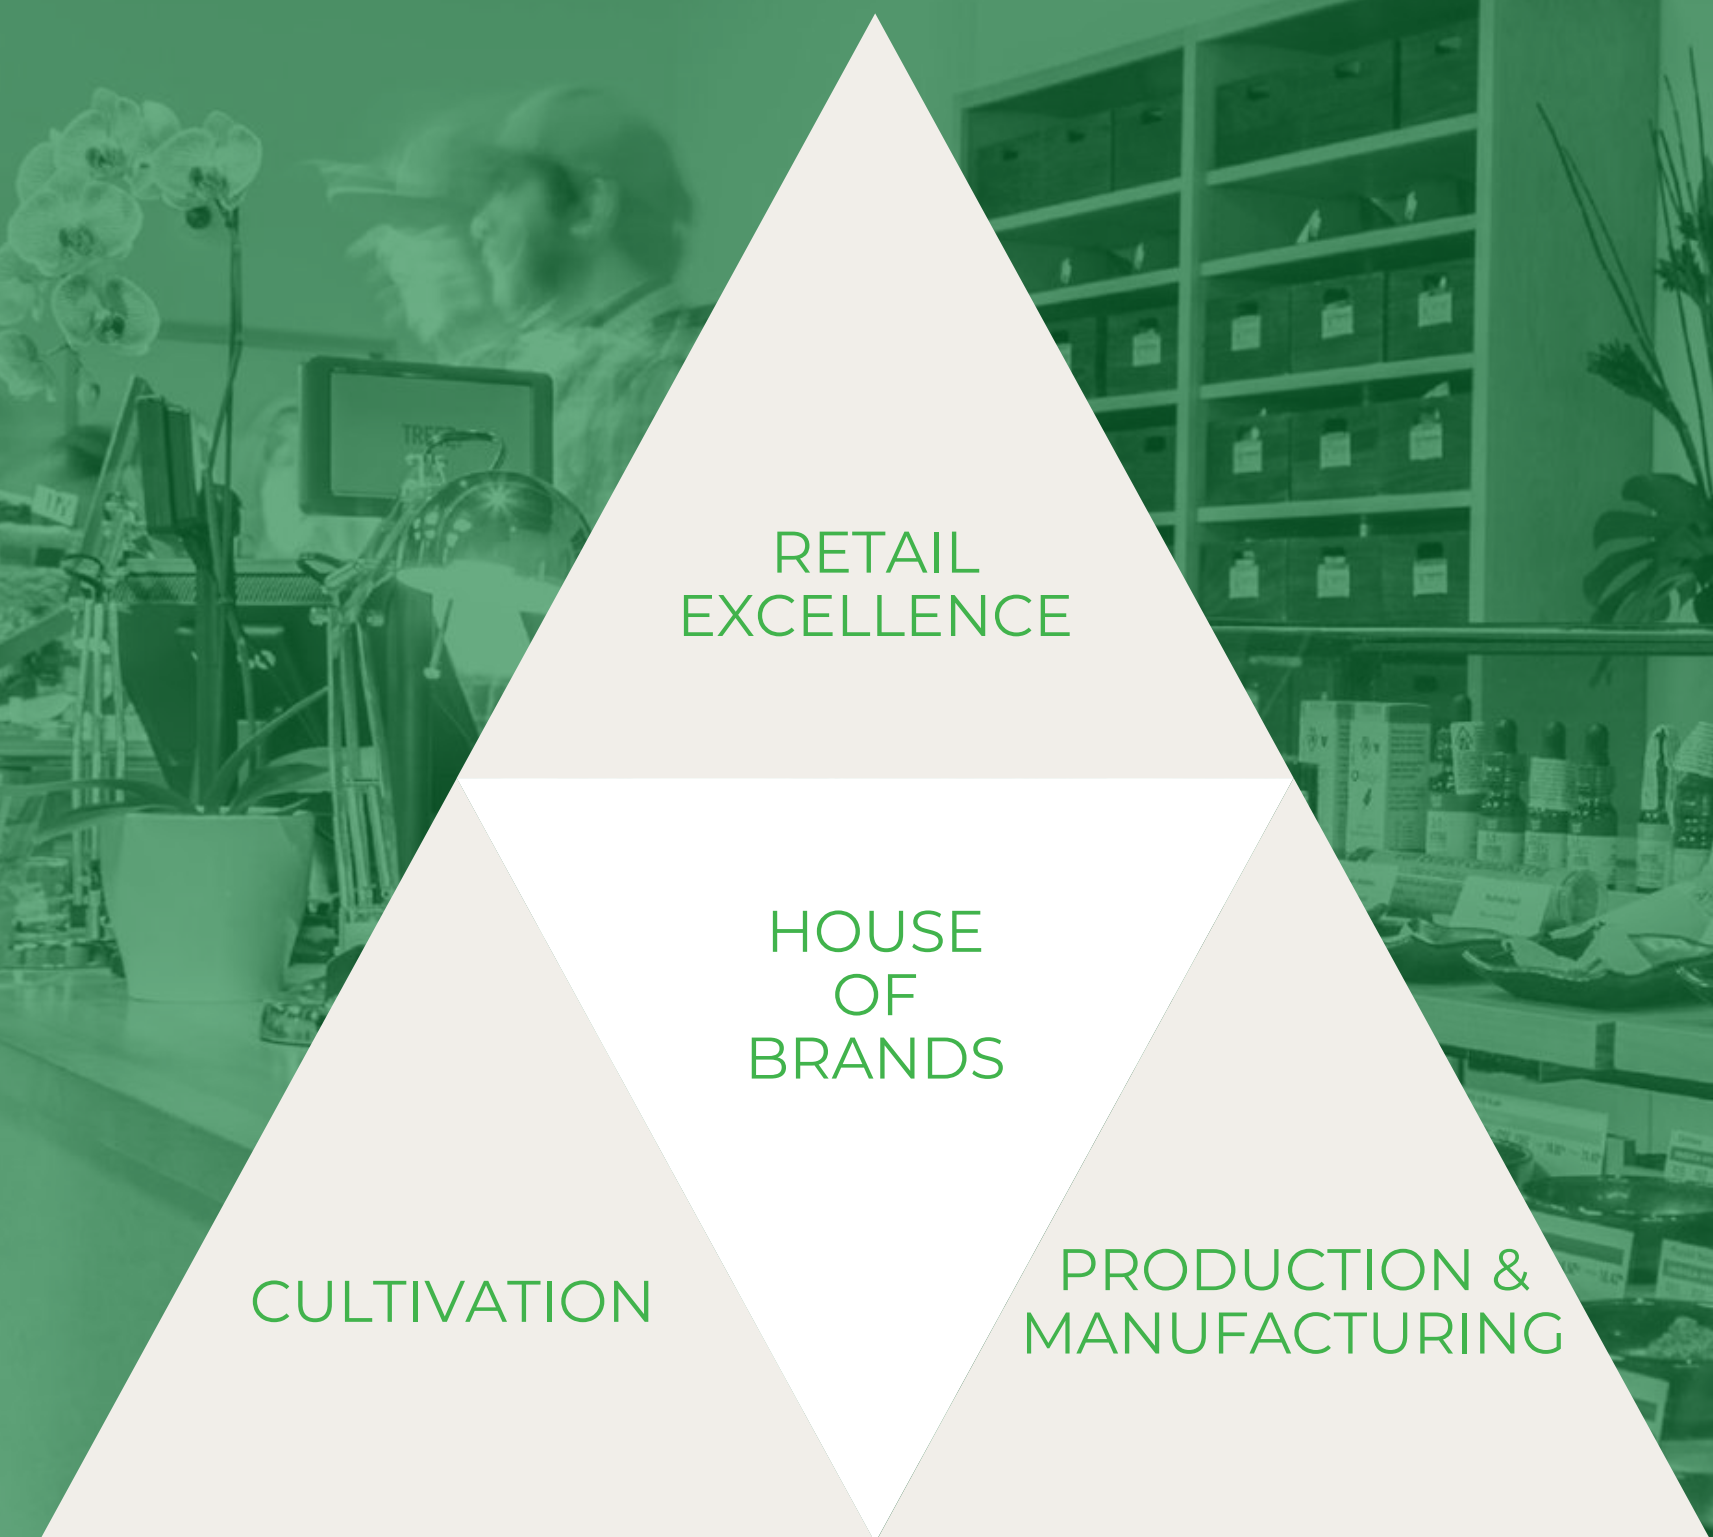 RETAIL
EXCELLENCE
HOUSE
OF
BRANDS
CULTIVATION
PRODUCTION &
MANUFACTURING